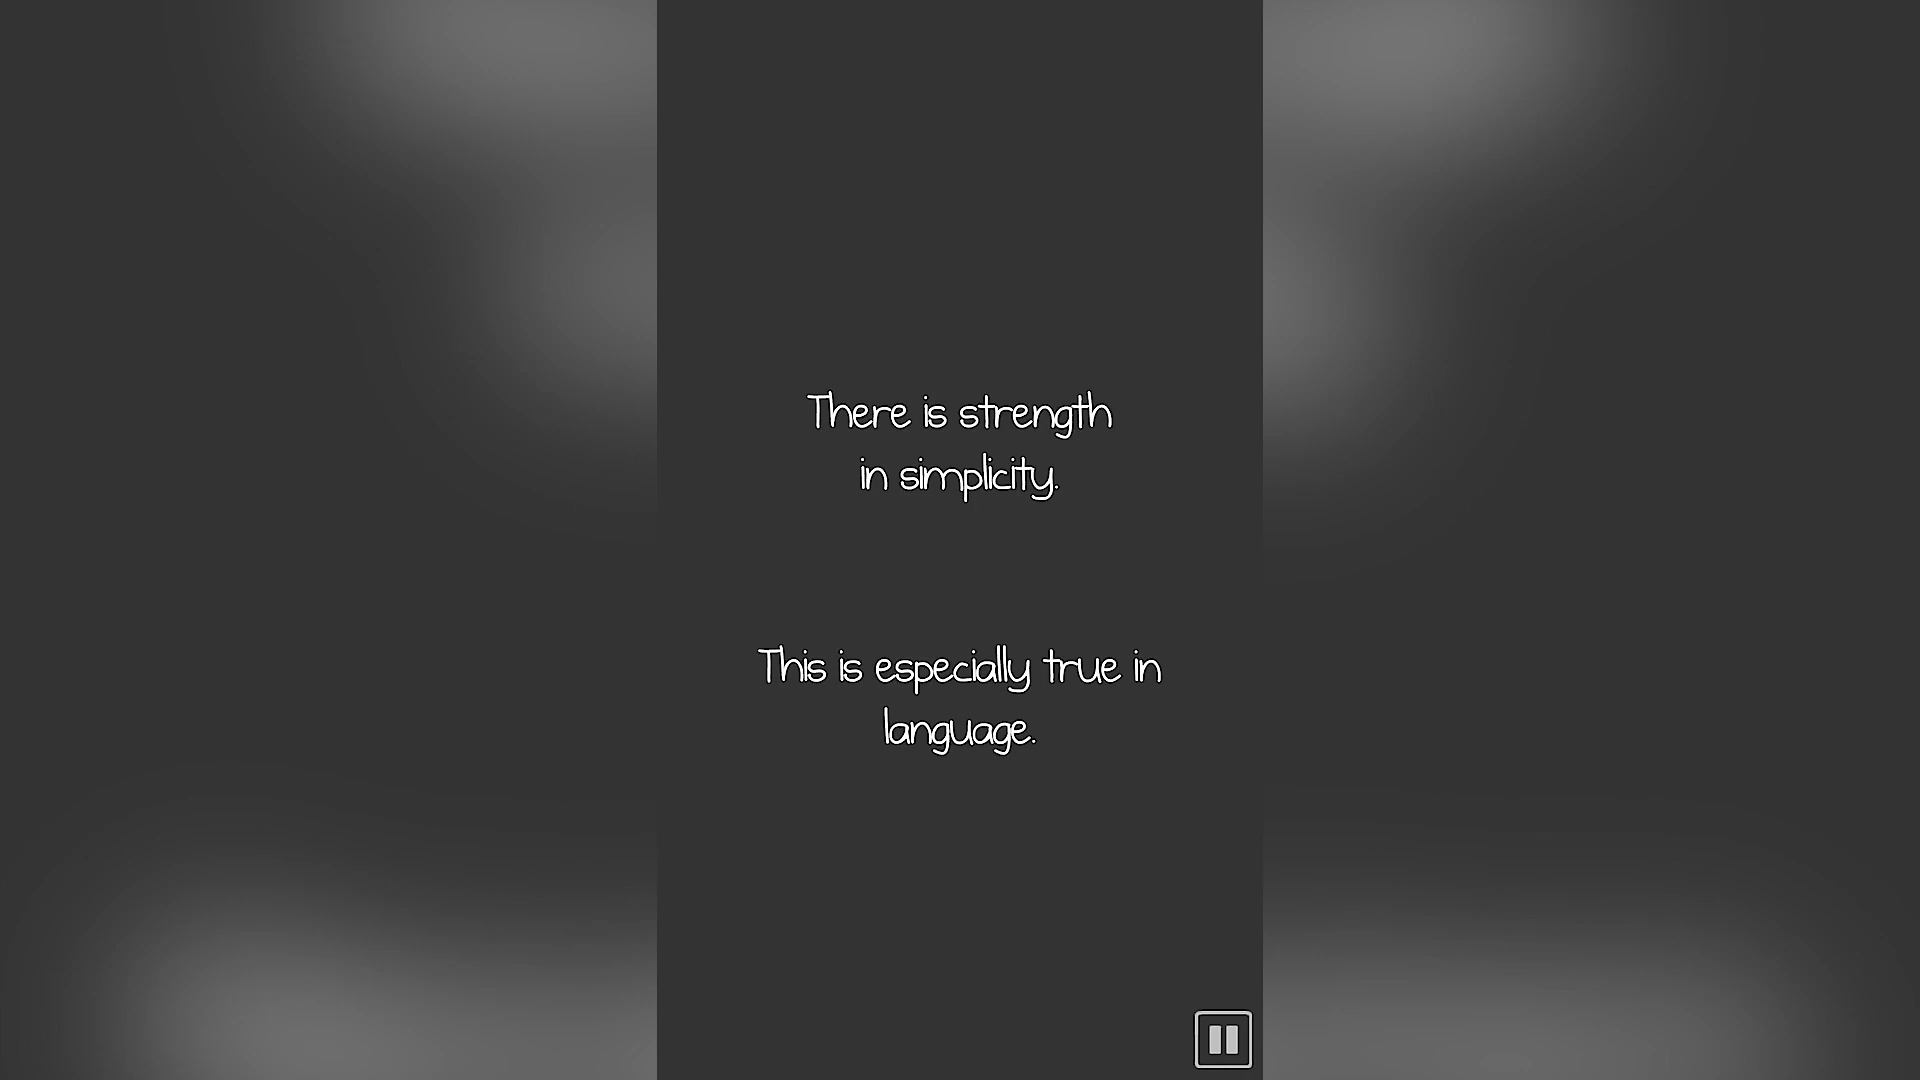 There is strength
in simplicity.
This is especially true in
language.